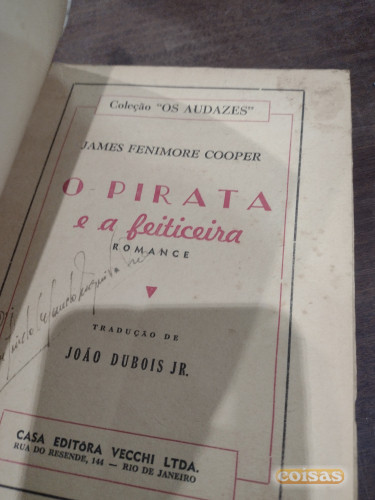 Coleção "OS AUDAZES"
JAMES FENIMORE COOPER
O PIRATA
e a feiticeira
ROMANCE
TRADUÇÃO DE
JOÃO DUBOIS JR.
CASA EDITÔRA VECCHI LTDA.
RUA DO RESENDE, 144 — RIO DE JANEIRO
coisas